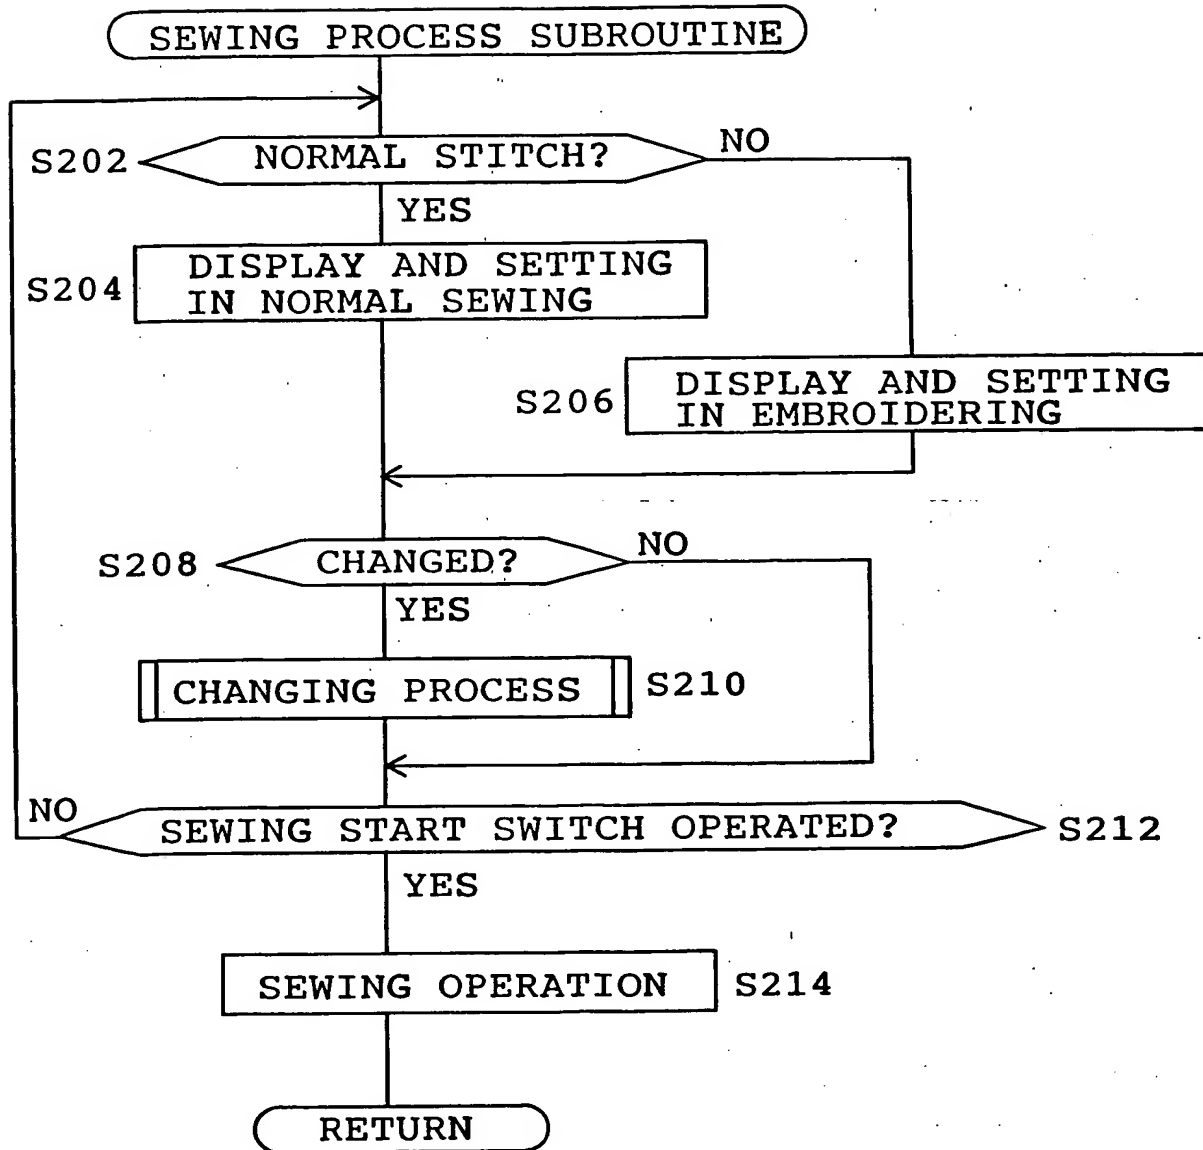 SEWING PROCESS SUBROUTINE
S202
NORMAL STITCH?
NO
YES
S204
DISPLAY AND SETTING
IN NORMAL SEWING
S206
DISPLAY AND SETTING
IN EMBROIDERING
S208
CHANGED?
NO
YES
CHANGING PROCESS
S210
NO
SEWING START SWITCH OPERATED?
S212
YES
SEWING OPERATION
S214
RETURN